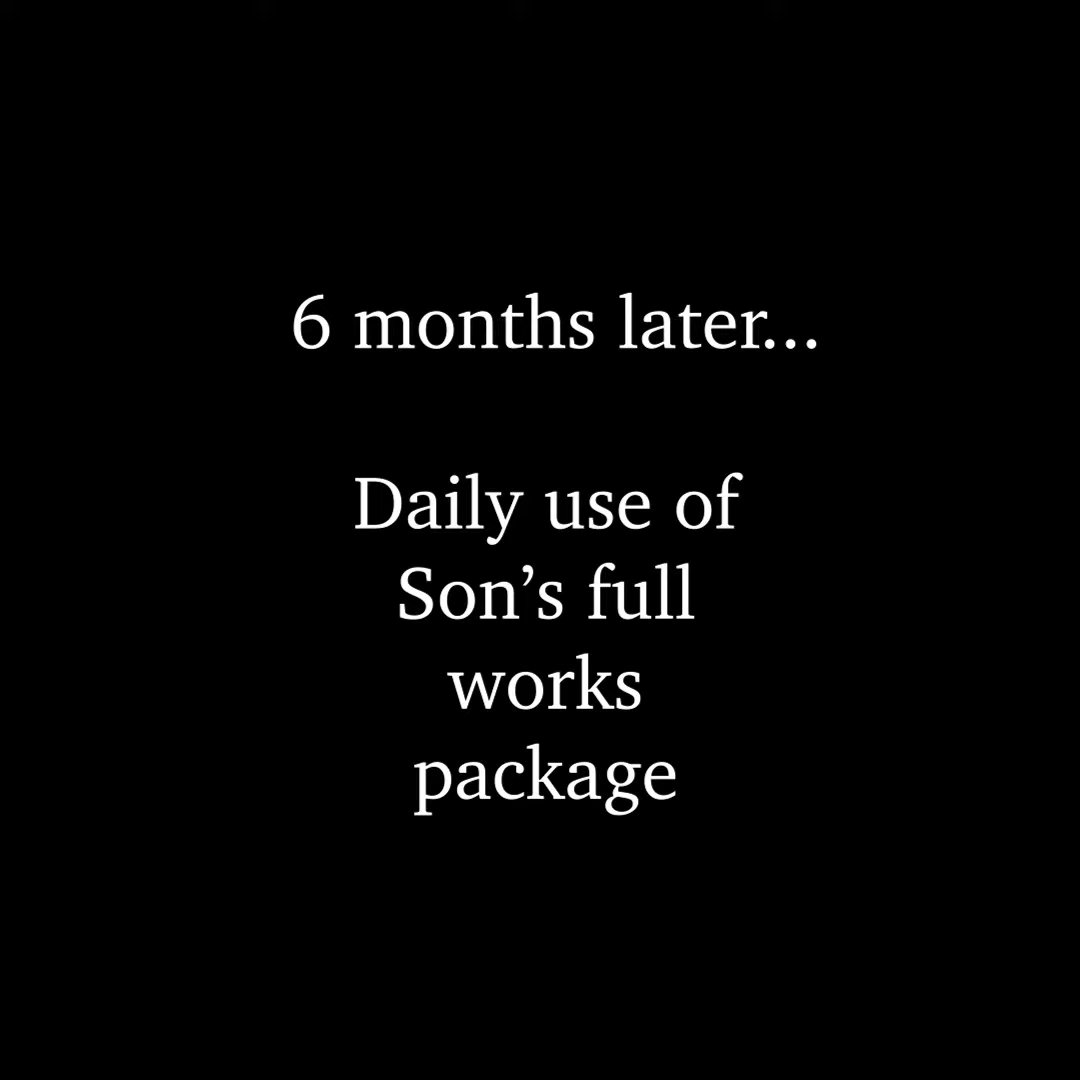 6 months later...
Daily use of
Son’s full
works
package